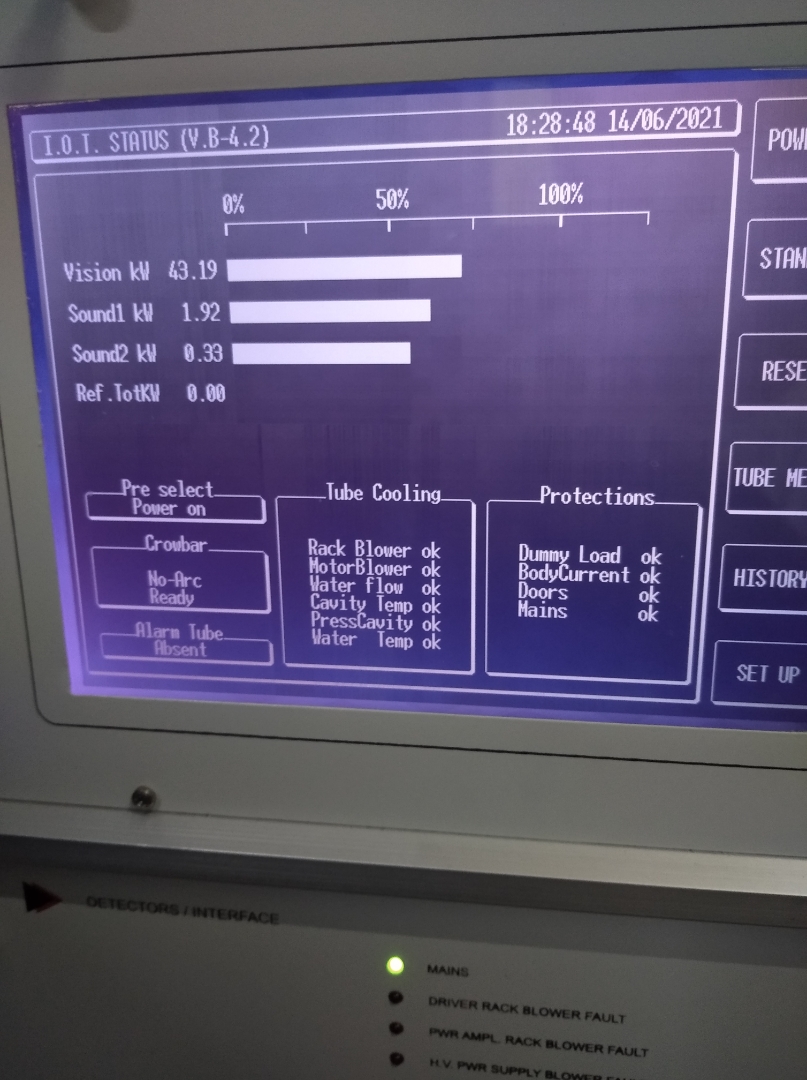 I.O.T. STATUS (V.B-4.2) 18:28:48 14/06/2021
0% 50% 100%
Vision kW 43.19
Sound1 kW 1.92
Sound2 kW 0.33
Ref.TotKW 0.00
Pre select
Power on
Crowbar
No-Arc
Ready
Alarm Tube
Absent
Tube Cooling
Rack Blower ok
MotorBlower ok
Water flow ok
Cavity Temp ok
PressCavity ok
Water Temp ok
Protections
Dummy Load ok
BodyCurrent ok
Doors ok
Mains ok
POW
STAN
RESE
TUBE ME
HISTORY
SET UP
DETECTORS / INTERFACE
MAINS
DRIVER RACK BLOWER FAULT
PWR AMPL. RACK BLOWER FAULT
H.V. PWR SUPPLY BLOWER